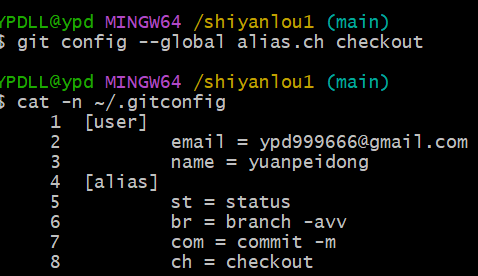 YPDLL@ypd MINGW64 /shiyanlou1 (main)
$ git config --global alias.ch checkout
YPDLL@ypd MINGW64 /shiyanlou1 (main)
$ cat -n ~/.gitconfig
1 [user]
2 email = ypd999666@gmail.com
3 name = yuanpeidong
4 [alias]
5 st = status
6 br = branch -avv
7 com = commit -m
8 ch = checkout